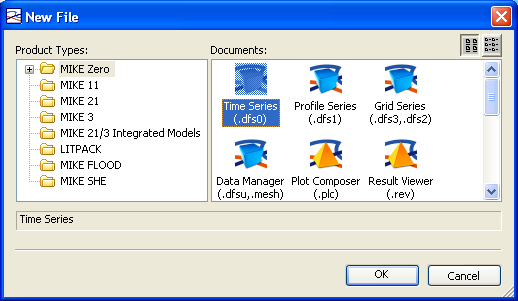 New File
Product Types:
Documents:
MIKE Zero
MIKE 11
MIKE 21
MIKE 3
MIKE 21/3 Integrated Models
LITPACK
MIKE FLOOD
MIKE SHE
Time Series
(.dfs0)
Profile Series
(.dfs1)
Grid Series
(.dfs3,.dfs2)
Data Manager
(.dfsu,.mesh)
Plot Composer
(.plc)
Result Viewer
(.rev)
Time Series
OK
Cancel